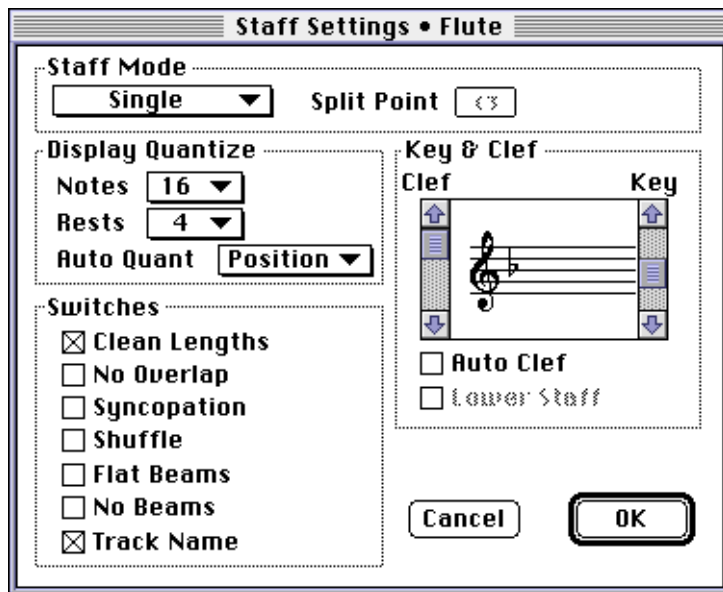 Staff Settings • Flute
Staff Mode
Single Split Point C3
Display Quantize
Notes 16
Rests 4
Auto Quant Position
Key & Clef
Clef Key
Auto Clef
Lower Staff
Switches
Clean Lengths
No Overlap
Syncopation
Shuffle
Flat Beams
No Beams
Track Name
Cancel OK